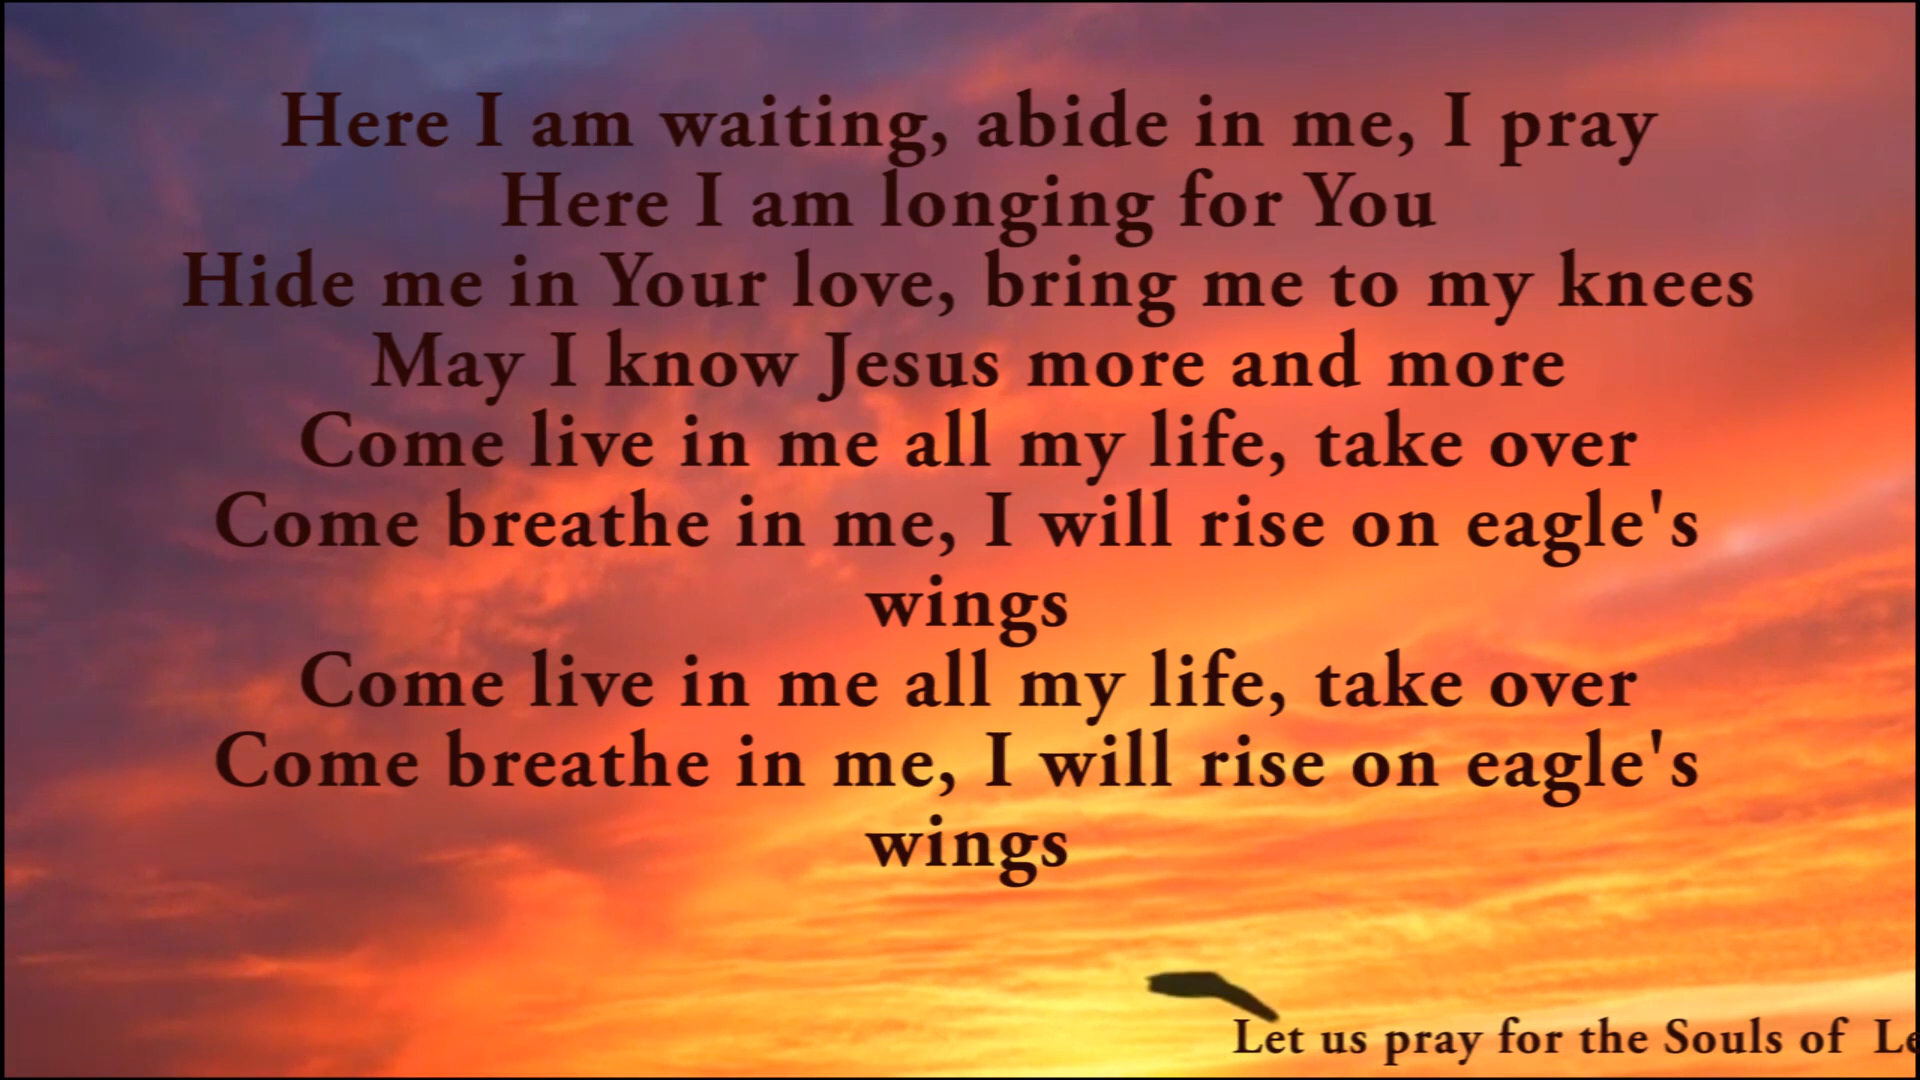 Here I am waiting, abide in me, I pray
Here I am longing for You
Hide me in Your love, bring me to my knees
May I know Jesus more and more
Come live in me all my life, take over
Come breathe in me, I will rise on eagle's
wings
Come live in me all my life, take over
Come breathe in me, I will rise on eagle's
wings
Let us pray for the Souls of